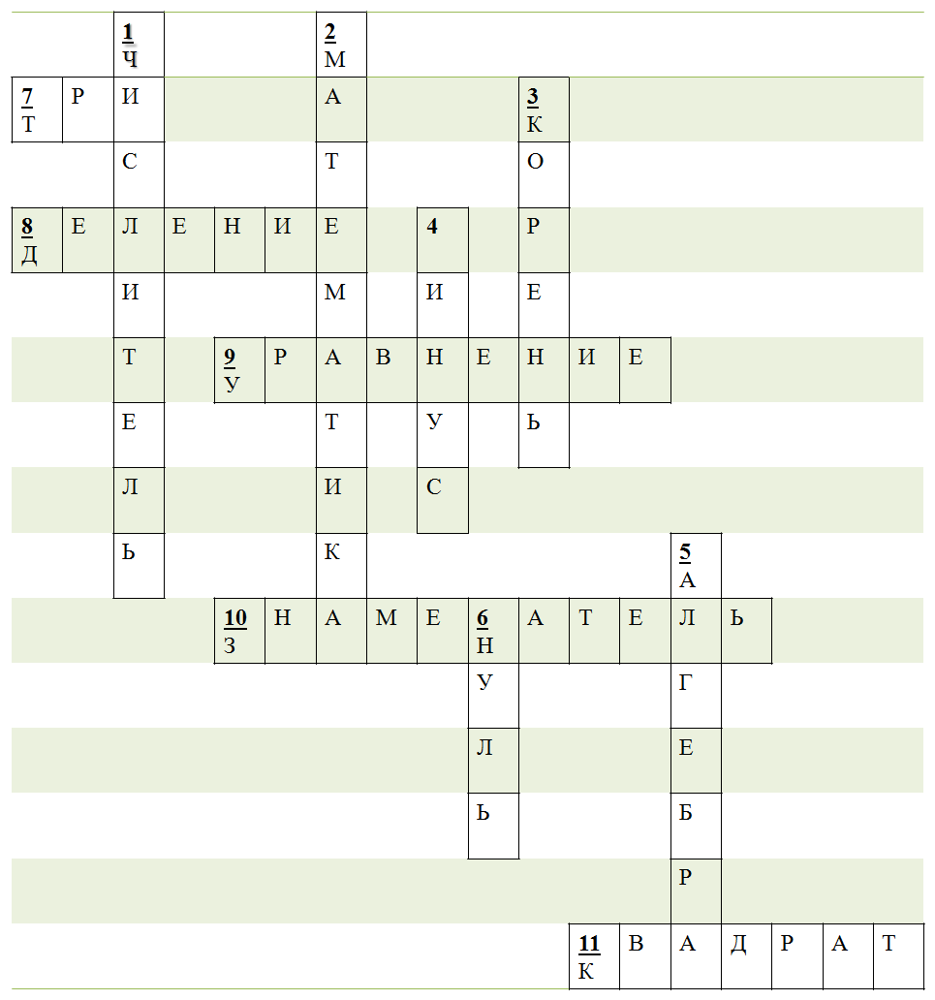 1 2
Ч М
7 Р И А 3
Т К
С Т О
8 Е Л Е Н И Е 4 Р
Д
И М И Е
Т 9 Р А В Н Е Н И Е
У
Е Т У Ь
Л И С
Ь К 5
А
10 Н А М Е 6 А Т Е Л Ь
З Н
У Г
Л Е
Ь Б
Р
11 В А Д Р А Т
К